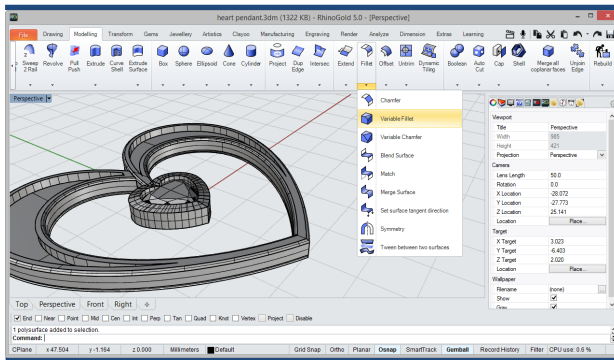 heart pendant.3dm (1322 KB) - RhinoGold 5.0 - [Perspective]
File Drawing Modelling Transform Gems Jewellery Artistics Clayoo Manufacturing Engraving Render Analyze Dimension Extras Learning
Sweep 2 Rail Revolve Pull Push Extrude Curve Shell Extrude Surface Box Sphere Ellipsoid Cone Cylinder Project Dup Edge Intersec Extend Fillet Offset Untrim Dynamic Tiling Boolean Auto Cut Cap Shell Merge all coplanar faces Unjoin Edge Rebuild
Perspective
Chamfer
Variable Fillet
Variable Chamfer
Blend Surface
Match
Merge Surface
Set surface tangent direction
Symmetry
Tween between two surfaces
Viewport
Title Perspective
Width 985
Height 421
Projection Perspective
Camera
Lens Length 50.0
Rotation 0.0
X Location -28.072
Y Location -27.773
Z Location 25.141
Location Place...
Target
X Target 3.023
Y Target -6.403
Z Target 2.020
Location Place...
Wallpaper
Filename (none)
Show
Gray
Top Perspective Front Right
End Near Point Mid Cen Int Perp Tan Quad Knot Vertex Project Disable
1 polysurface added to selection.
Command:
CPlane x 47.504 y -1.164 z 0.000 Millimeters Default Grid Snap Ortho Planar Osnap SmartTrack Gumball Record History Filter CPU use: 0.6 %